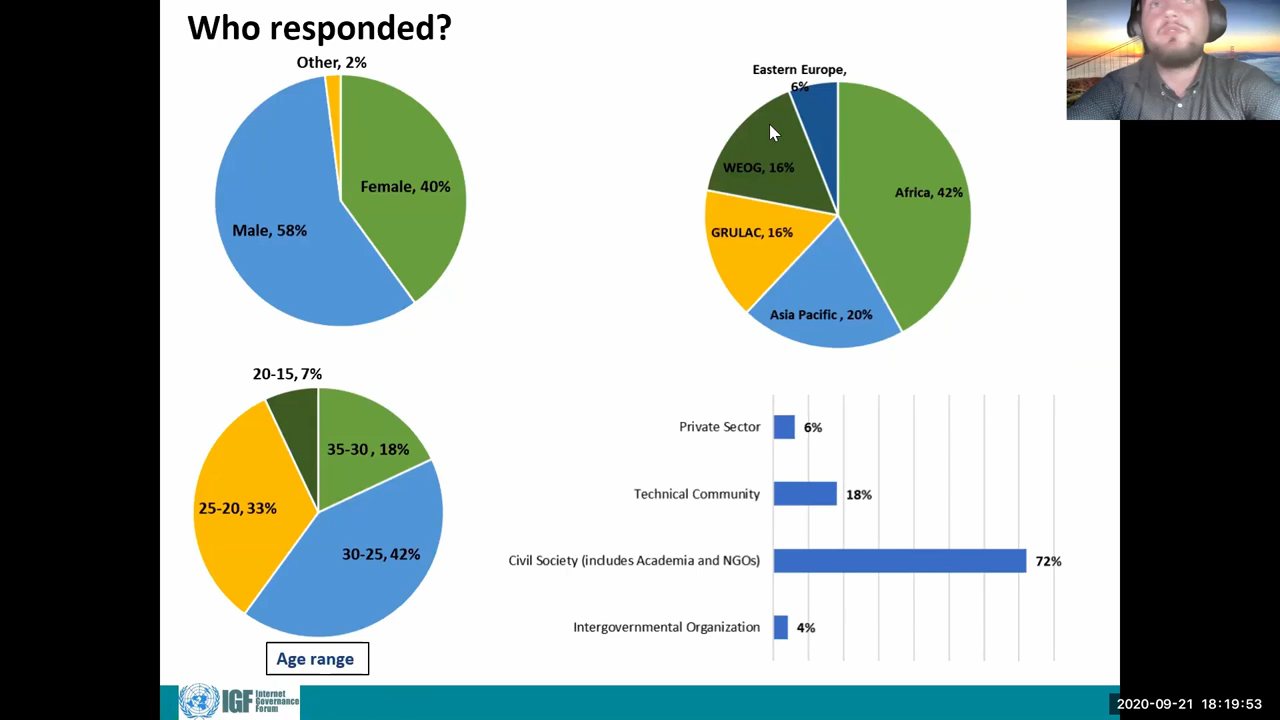 Who responded?
Other, 2%
Female, 40%
Male, 58%
Eastern Europe,
6%
WEOG, 16%
Africa, 42%
GRULAC, 16%
Asia Pacific , 20%
20-15, 7%
35-30 , 18%
25-20, 33%
30-25, 42%
Age range
Private Sector 6%
Technical Community 18%
Civil Society (includes Academia and NGOs) 72%
Intergovernmental Organization 4%
IGF
Internet
Governance
Forum
2020-09-21 18:19:53